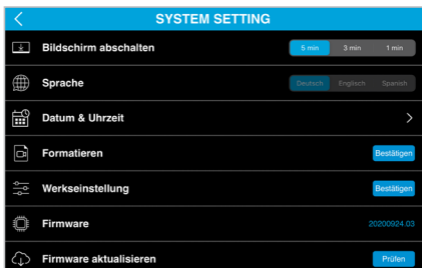 SYSTEM SETTING
Bildschirm abschalten 5 min 3 min 1 min
Sprache Deutsch Englisch Spanish
Datum & Uhrzeit
Formatieren Bestätigen
Werkseinstellung Bestätigen
Firmware 20200924.03
Firmware aktualisieren Prüfen